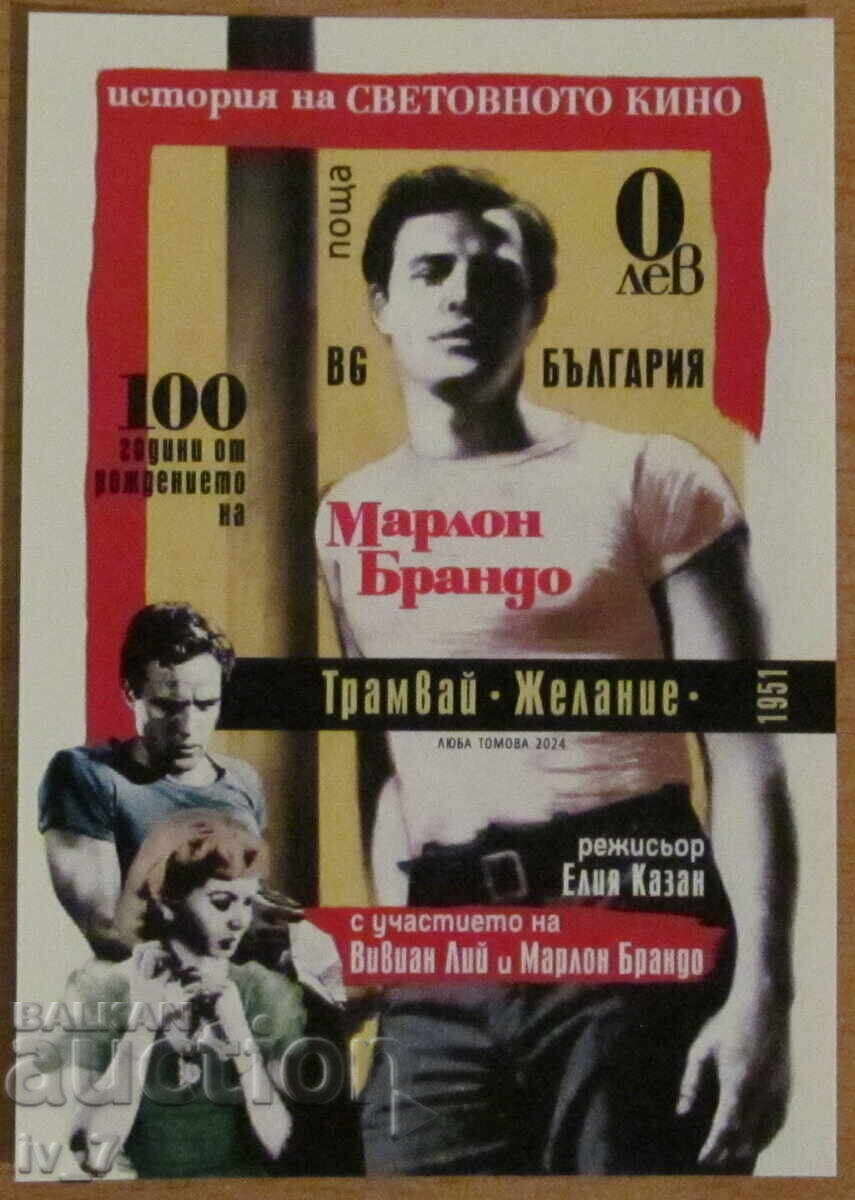 история на СВЕТОВНОТО КИНО
поща
0
лев
BG БЪЛГАРИЯ
100
години от
рождението
на
Марлон
Брандо
Трамвай · Желание ·
1951
ЛЮБА ТОМОВА 2024
режисьор
Елия Казан
с участието на
Вивиан Лий и Марлон Брандо
BALKAN
auction
iv_7s